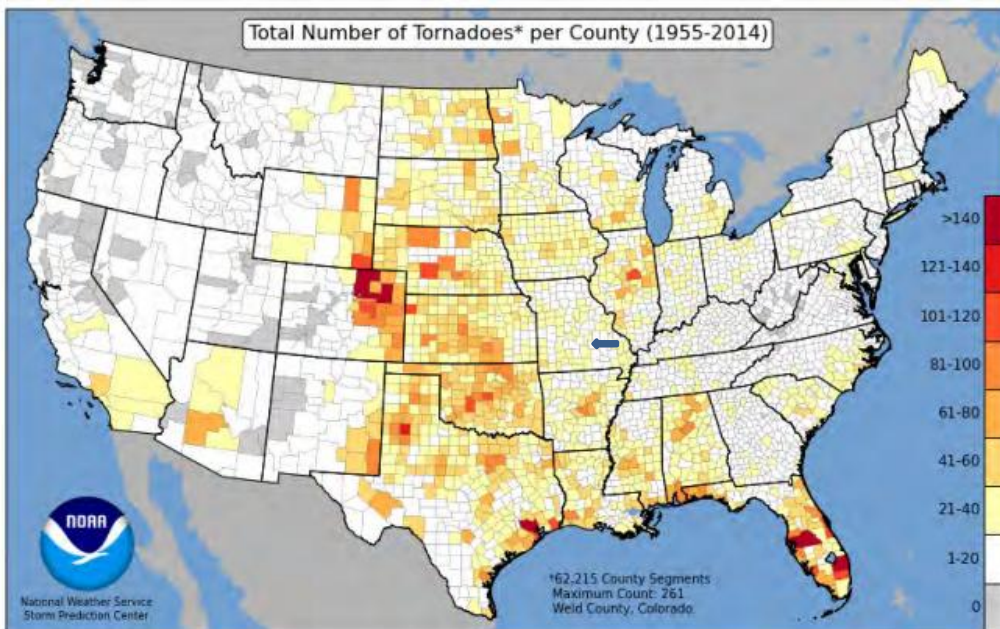 Total Number of Tornadoes* per County (1955-2014)
>140
121-140
101-120
81-100
61-80
41-60
21-40
1-20
0
NOAA
National Weather Service
Storm Prediction Center
*62,215 County Segments
Maximum Count: 261
Weld County, Colorado